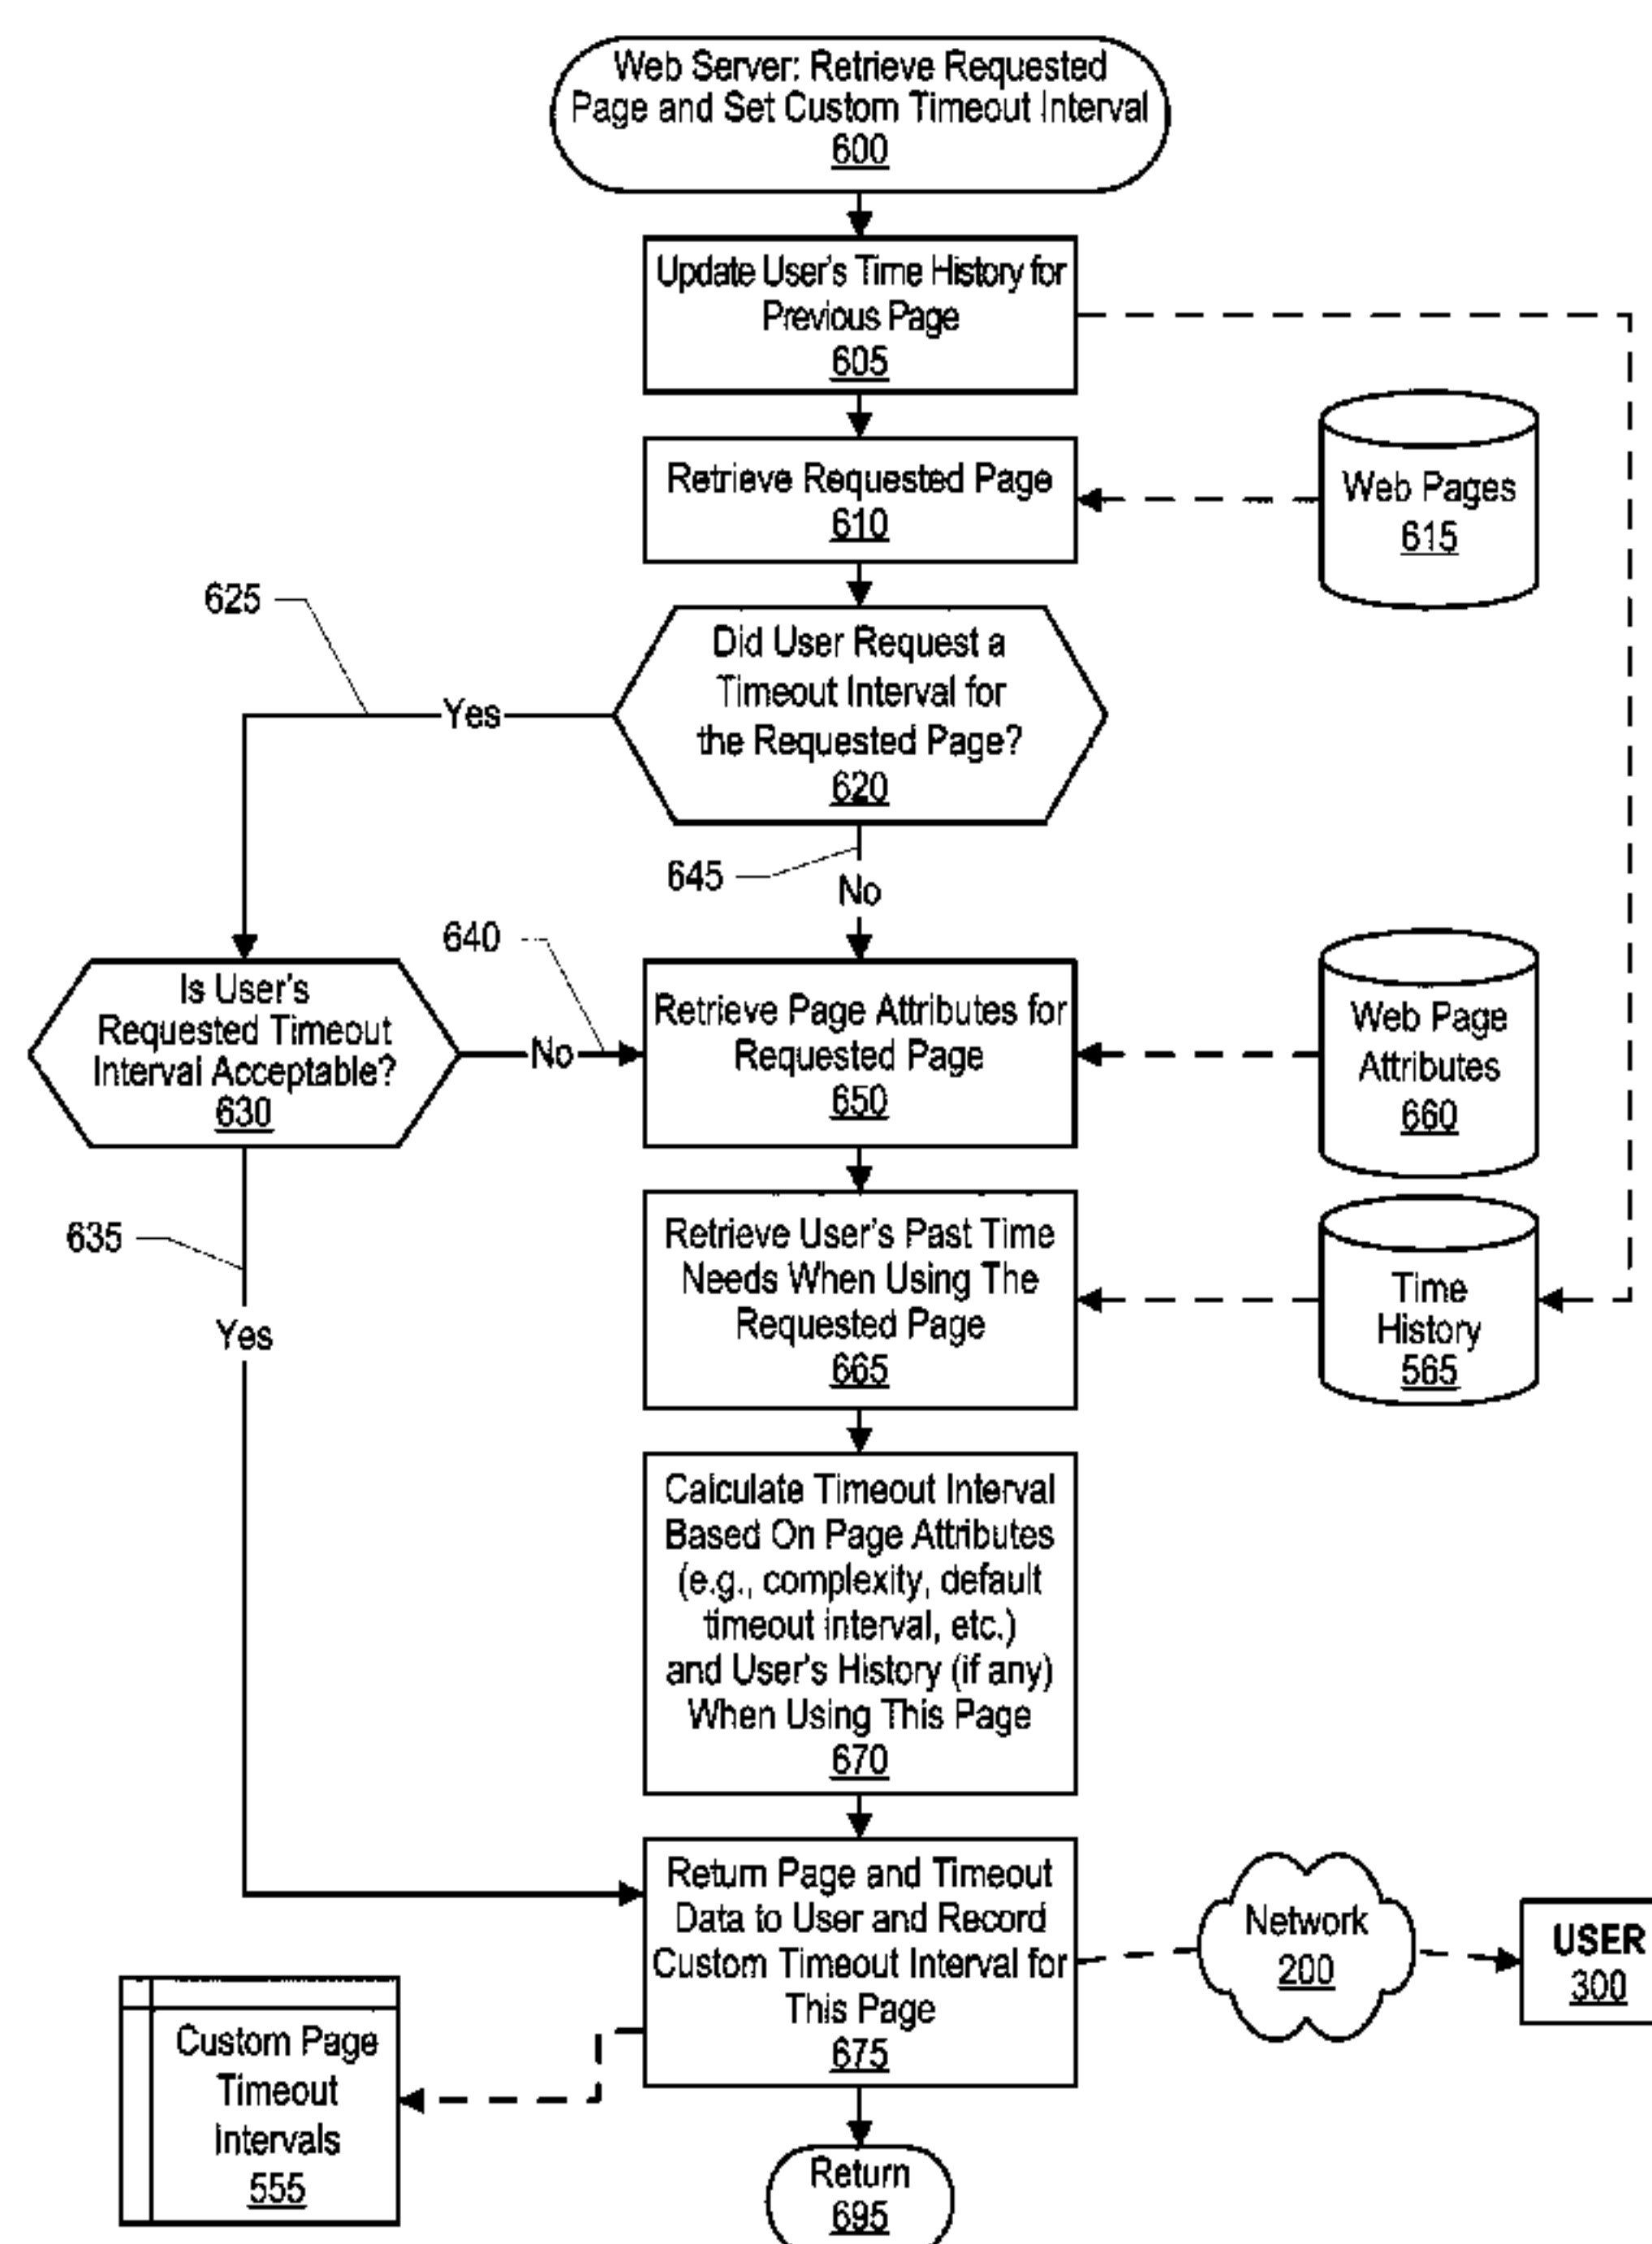 Web Server: Retrieve Requested
Page and Set Custom Timeout Interval
600
Update User's Time History for
Previous Page
605
Retrieve Requested Page
610
Web Pages
615
625
Did User Request a
Timeout Interval for
the Requested Page?
620
Yes
645
No
640
Is User's
Requested Timeout
Interval Acceptable?
630
No
Retrieve Page Attributes for
Requested Page
650
Web Page
Attributes
660
635
Yes
Retrieve User's Past Time
Needs When Using The
Requested Page
665
Time
History
565
Calculate Timeout Interval
Based On Page Attributes
(e.g., complexity, default
timeout interval, etc.)
and User's History (if any)
When Using This Page
670
Return Page and Timeout
Data to User and Record
Custom Timeout Interval for
This Page
675
Network
200
USER
300
Custom Page
Timeout
Intervals
555
Return
695